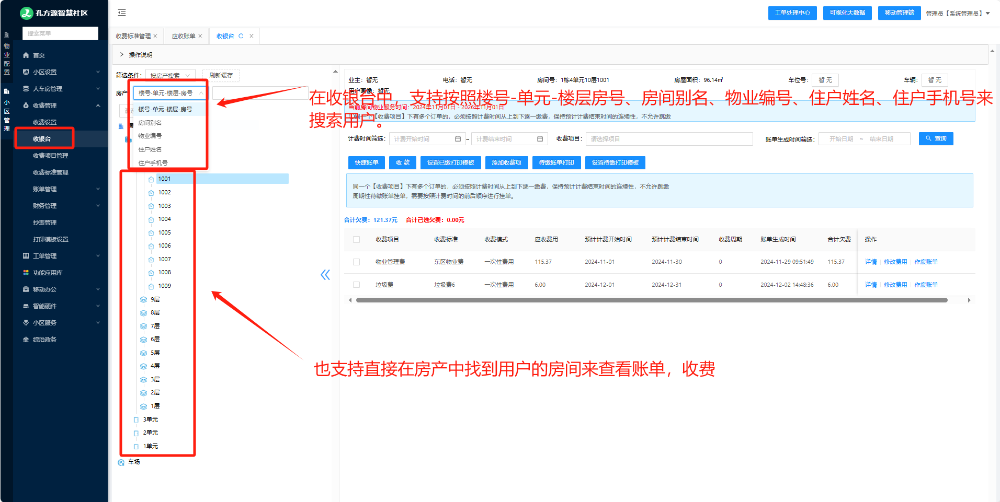 孔方源智慧社区
搜索菜单
物业配置
小区管理
首页
小区设置
人车房管理
收费管理
收费设置
收银台
收费项目管理
收费标准管理
账单管理
财务管理
抄表管理
打印模板设置
工单管理
功能应用库
移动办公
智能硬件
小区服务
综治政务
工单处理中心 可视化大数据 移动管理端 管理员【系统管理员】
收费标准管理 应收账单 收银台
操作说明
筛选条件: 按房产搜索 刷新缓存
房产 楼号-单元-楼层-房号
楼号-单元-楼层-房号
房间别名
物业编号
住户姓名
住户手机号
1001
1002
1003
1004
1005
1006
1007
1008
1009
9层
8层
7层
6层
5层
4层
3层
2层
1层
3单元
2单元
1单元
车场
业主：暂无 电话：暂无 房间号：1栋4单元10层1001 房屋面积：96.14㎡ 车位号： 暂 无 车辆： 暂 无
用户画像：暂无
在收银台中，支持按照楼号-单元-楼层房号、房间别名、物业编号、住户姓名、住户手机号来
搜索用户。
当前房间物业服务时间：2024年11月01日 - 2026年11月01日
同一个【收费项目】下有多个订单的，必须按照计费时间从上到下逐一缴费，保持预计计费结束时间的连续性，不允许跳缴
计费时间筛选： 计费开始时间 ~ 计费结束时间 收费项目： 请选择项目 账单生成时间筛选： 开始日期 ~ 结束日期 查询
快捷账单 收 款 设置已缴打印模板 添加收费项 待缴账单打印 设置待缴打印模板
同一个【收费项目】下有多个订单的，必须按照计费时间从上到下逐一缴费，保持预计计费结束时间的连续性，不允许跳缴
周期性待缴账单挂单，需要按照计费时间的前后顺序进行挂单。
合计欠费：121.37元 合计已选欠费：0.00元
收费项目 收费标准 收费模式 应收费用 预计计费开始时间 预计计费结束时间 收费周期 账单生成时间 合计欠费 操作
物业管理费 东区物业费 一次性费用 115.37 2024-11-01 2024-11-30 0 2024-11-29 09:51:49 115.37 详情 修改费用 作废账单
垃圾费 垃圾费6 一次性费用 6.00 2024-12-01 2024-12-31 0 2024-12-02 14:48:36 6.00 详情 修改费用 作废账单
也支持直接在房产中找到用户的房间来查看账单，收费